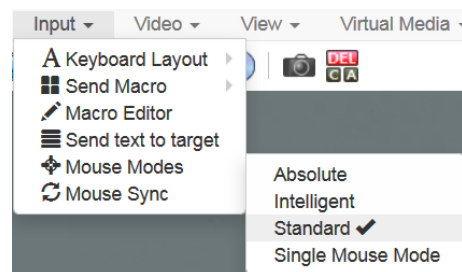 Input Video View Virtual Media
DEL
C A
A Keyboard Layout
Send Macro
Macro Editor
Send text to target
Mouse Modes
Mouse Sync
Absolute
Intelligent
Standard
Single Mouse Mode